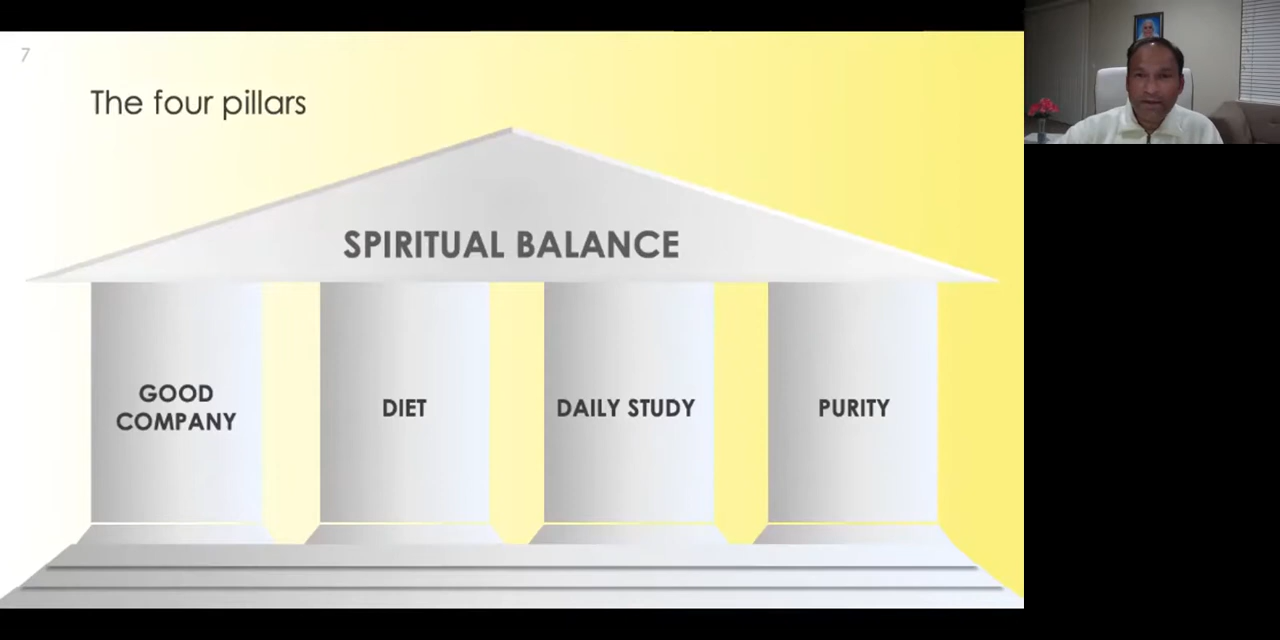 7
The four pillars
SPIRITUAL BALANCE
GOOD
COMPANY
DIET
DAILY STUDY
PURITY